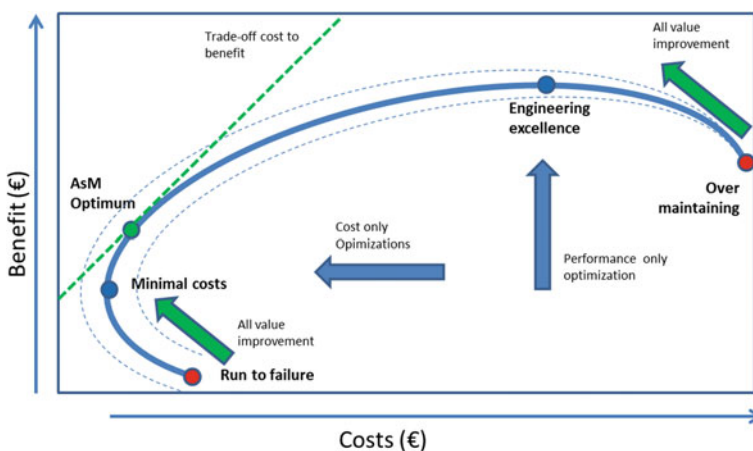 Trade-off cost to
benefit
All value
improvement
Engineering
excellence
AsM
Optimum
Over
maintaining
Cost only
Opimizations
Performance only
optimization
Minimal costs
All value
improvement
Run to failure
Benefit (€)
Costs (€)